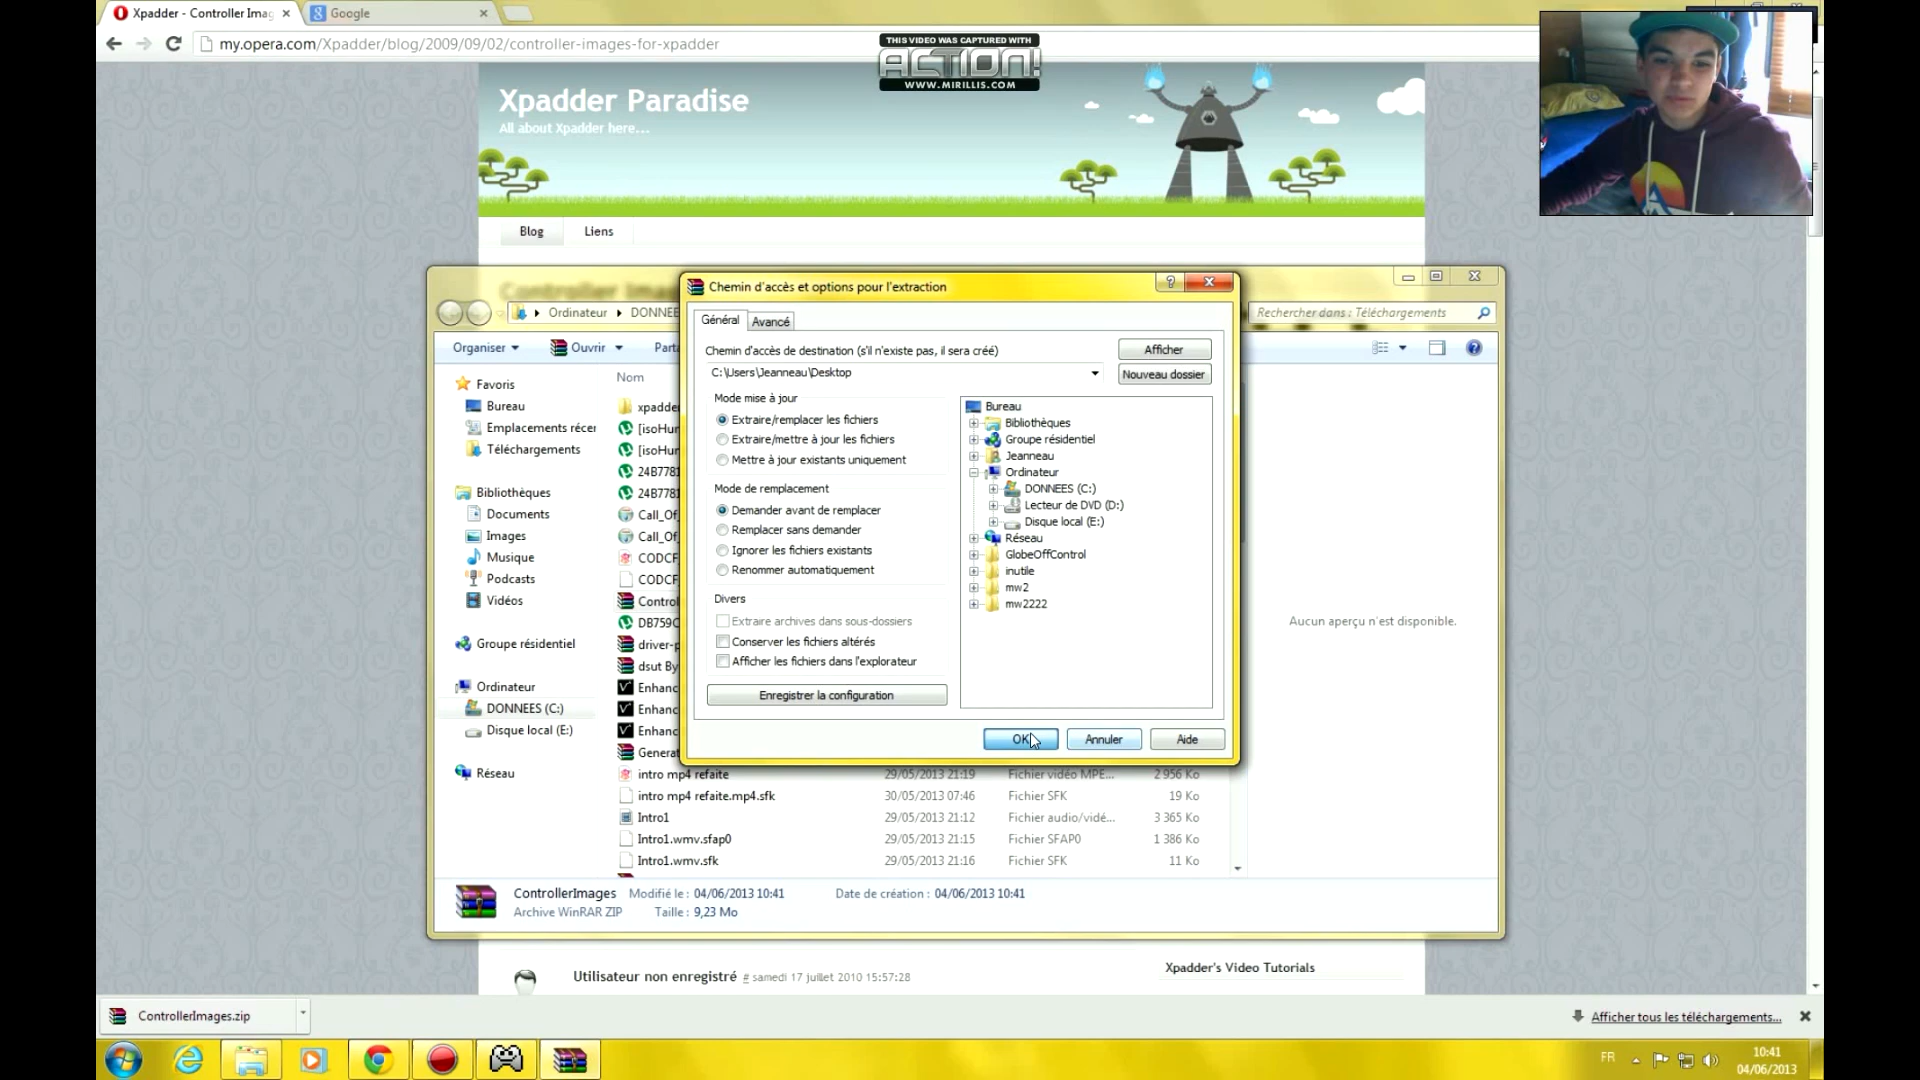 Xpadder - Controller Imag
Google
my.opera.com/Xpadder/blog/2009/09/02/controller-images-for-xpadder
THIS VIDEO WAS CAPTURED WITH
ACTION!
WWW.MIRILLIS.COM
Xpadder Paradise
All about Xpadder here...
Blog
Liens
Controller Ima
Chemin d'accès et options pour l'extraction
Ordinateur
DONNEE
Rechercher dans : Téléchargements
Général
Avancé
Organiser
Ouvrir
Parta
Chemin d'accès de destination (s'il n'existe pas, il sera créé)
Afficher
C:\Users\Jeanneau\Desktop
Nouveau dossier
Nom
Favoris
Bureau
Emplacements récer
Téléchargements
Bibliothèques
Documents
Images
Musique
Podcasts
Vidéos
Groupe résidentiel
Ordinateur
DONNEES (C:)
Disque local (E:)
Réseau
xpadde
[isoHun
[isoHun
24B7781
24B7781
Call_Of_
Call_Of_
CODCF
CODCF
Control
DB759C
driver-p
dsut By
Enhanc
Enhanc
Enhanc
Generat
Mode mise à jour
Extraire/remplacer les fichiers
Extraire/mettre à jour les fichiers
Mettre à jour existants uniquement
Mode de remplacement
Demander avant de remplacer
Remplacer sans demander
Ignorer les fichiers existants
Renommer automatiquement
Divers
Extraire archives dans sous-dossiers
Conserver les fichiers altérés
Afficher les fichiers dans l'explorateur
Enregistrer la configuration
Bureau
Bibliothèques
Groupe résidentiel
Jeanneau
Ordinateur
DONNEES (C:)
Lecteur de DVD (D:)
Disque local (E:)
Réseau
GlobeOffControl
inutile
mw2
mw2222
OK
Annuler
Aide
Aucun aperçu n'est disponible.
intro mp4 refaite 29/05/2013 21:19 Fichier vidéo MPE... 2 956 Ko
intro mp4 refaite.mp4.sfk 30/05/2013 07:46 Fichier SFK 19 Ko
Intro1 29/05/2013 21:12 Fichier audio/vidé... 3 365 Ko
Intro1.wmv.sfap0 29/05/2013 21:15 Fichier SFAP0 1 386 Ko
Intro1.wmv.sfk 29/05/2013 21:16 Fichier SFK 11 Ko
ControllerImages Modifié le : 04/06/2013 10:41 Date de création : 04/06/2013 10:41
Archive WinRAR ZIP Taille : 9,23 Mo
Utilisateur non enregistré # samedi 17 juillet 2010 15:57:28
Xpadder's Video Tutorials
ControllerImages.zip
Afficher tous les téléchargements...
FR
10:41
04/06/2013